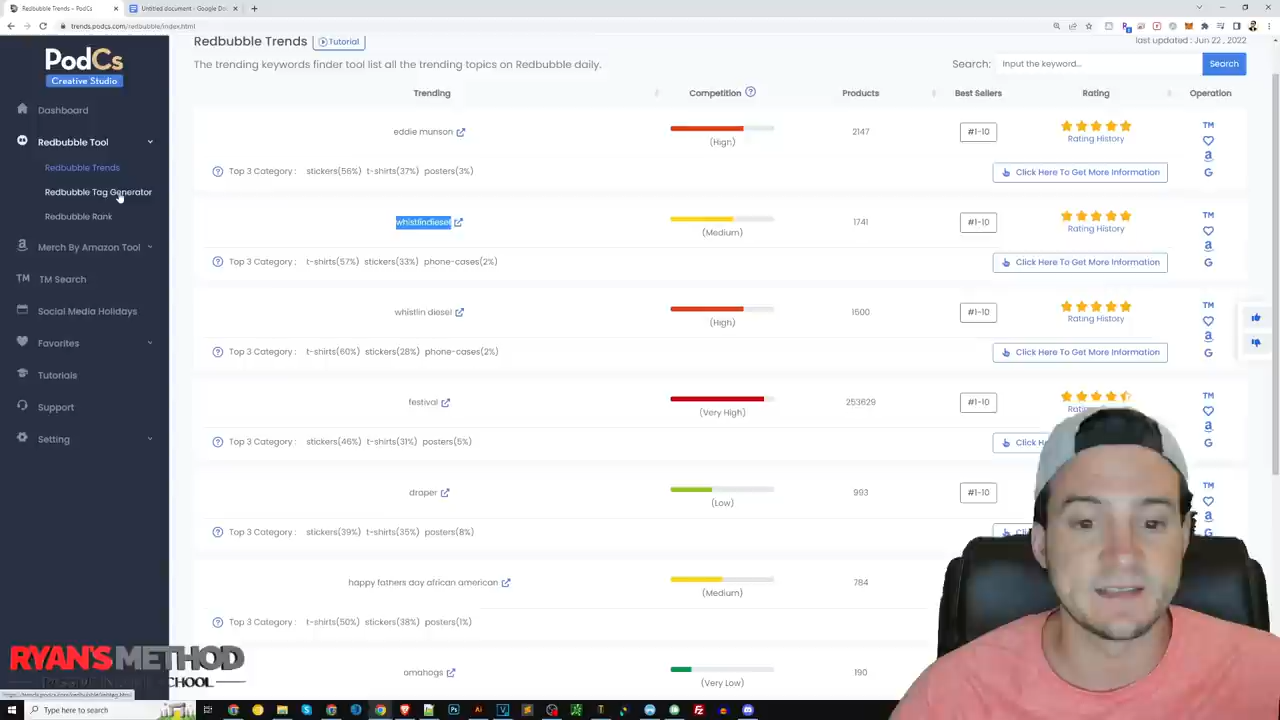 Redbubble Trends - PodCs
Untitled document - Google Do
trends.podcs.com/redbubble/index.html
PodCs
Creative Studio
Dashboard
Redbubble Tool
Redbubble Trends
Redbubble Tag Generator
Redbubble Rank
Merch By Amazon Tool
TM Search
Social Media Holidays
Favorites
Tutorials
Support
Setting
Redbubble Trends
Tutorial
last updated : Jun 22 , 2022
The trending keywords finder tool list all the trending topics on Redbubble daily.
Search: Input the keyword... Search
Trending Competition ? Products Best Sellers Rating Operation
eddie munson 2147 #1-10 TM
(High) Rating History
Top 3 Category : stickers(56%) t-shirts(37%) posters(3%) Click Here To Get More Information
whistlindiesel 1741 #1-10 TM
(Medium) Rating History
Top 3 Category : t-shirts(57%) stickers(33%) phone-cases(2%) Click Here To Get More Information
whistlin diesel 1500 #1-10 TM
(High) Rating History
Top 3 Category : t-shirts(60%) stickers(28%) phone-cases(2%) Click Here To Get More Information
festival 253629 #1-10 TM
(Very High)
Top 3 Category : stickers(46%) t-shirts(31%) posters(5%) Click
draper 993 #1-10 TM
(Low)
Top 3 Category : stickers(39%) t-shirts(35%) posters(8%)
happy fathers day african american 784
(Medium)
Top 3 Category : t-shirts(50%) stickers(38%) posters(1%)
omahogs 190
(Very Low)
RYAN'S METHOD
Type here to search